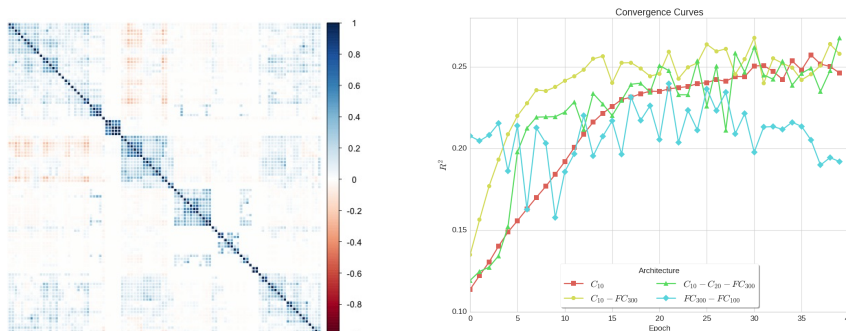 1
0.8
0.6
0.4
0.2
0
-0.2
-0.4
-0.6
-0.8
Convergence Curves
0.25
0.20
0.15
0.10
R²
Architecture
C₁₀
C₁₀ − C₂₀ − FC₃₀₀
C₁₀ − FC₃₀₀
FC₃₀₀ − FC₁₀₀
0 5 10 15 20 25 30 35
Epoch